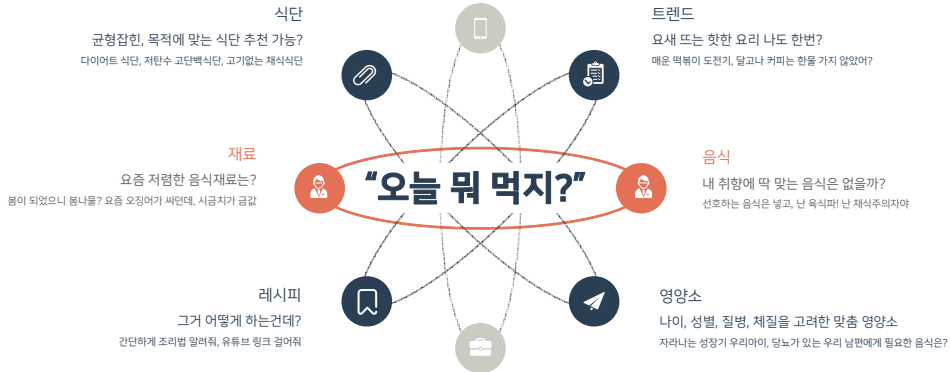 식단
균형잡힌, 목적에 맞는 식단 추천 가능?
다이어트 식단, 저탄수 고단백식단, 고기없는 채식식단
트렌드
요새 뜨는 핫한 요리 나도 한번?
매운 떡볶이 도전기, 달고나 커피는 한물 가지 않았어?
재료
요즘 저렴한 음식재료는?
봄이 되었으니 봄나물? 요즘 오징어가 싸던데, 시금치가 금값
“오늘 뭐 먹지?”
음식
내 취향에 딱 맞는 음식은 없을까?
선호하는 음식은 넣고, 난 육식파! 난 채식주의자야
레시피
그거 어떻게 하는건데?
간단하게 조리법 알려줘, 유튜브 링크 걸어줘
영양소
나이, 성별, 질병, 체질을 고려한 맞춤 영양소
자라나는 성장기 우리아이, 당뇨가 있는 우리 남편에게 필요한 음식은?